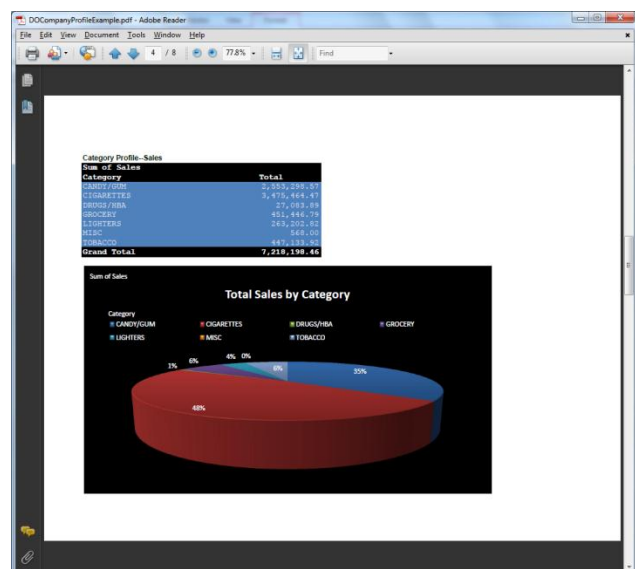 DOCompanyProfileExample.pdf - Adobe Reader
File Edit View Document Tools Window Help
4 / 8 77.8% Find
Category Profile--Sales
Sum of Sales
Category Total
CANDY/GUM 2,553,298.57
CIGARETTES 3,475,464.47
DRUGS/HBA 27,083.89
GROCERY 451,446.79
LIGHTERS 263,202.82
MISC 568.00
TOBACCO 447,133.92
Grand Total 7,218,198.46
Sum of Sales
Total Sales by Category
Category
CANDY/GUM CIGARETTES DRUGS/HBA GROCERY
LIGHTERS MISC TOBACCO
1% 6% 4% 0% 6% 35%
48%